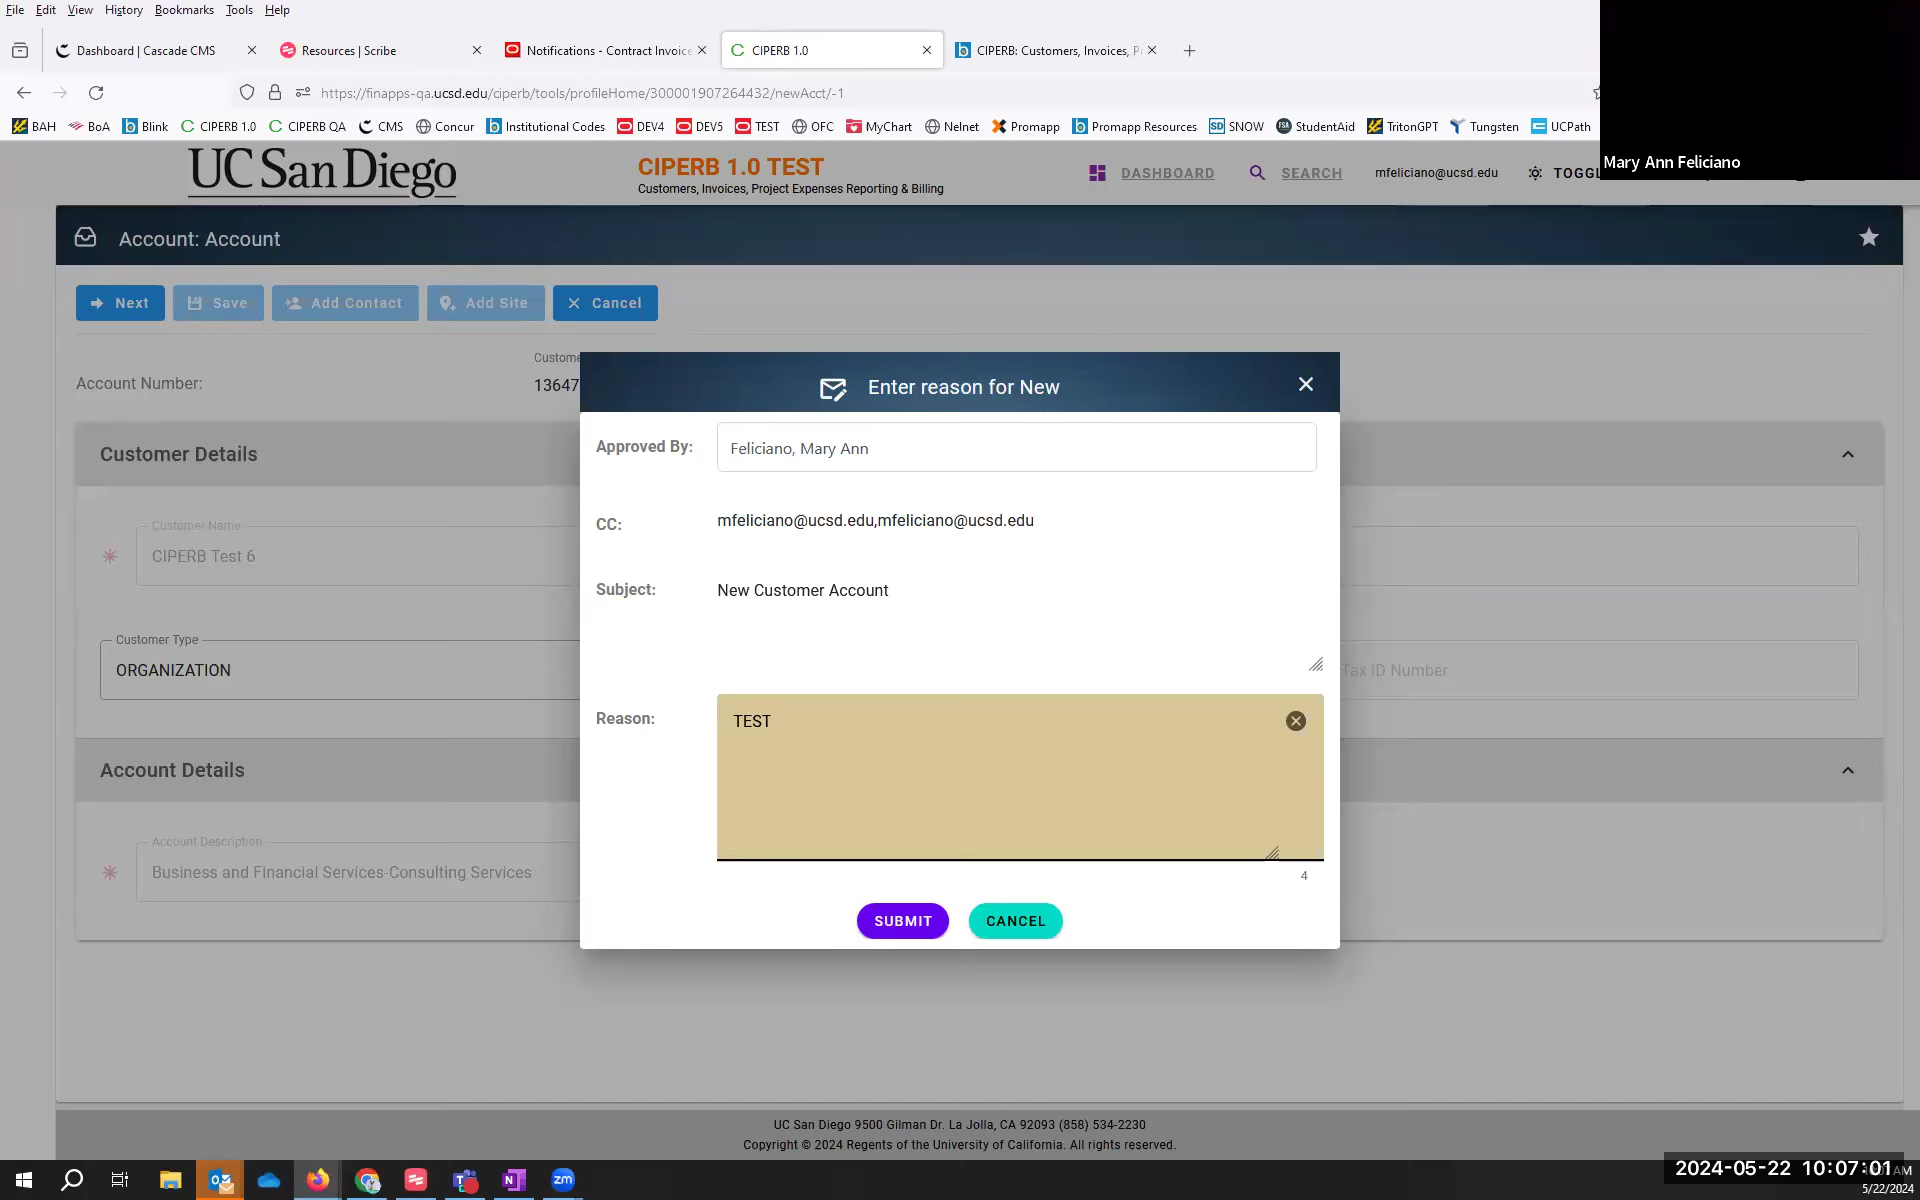 File Edit View History Bookmarks Tools Help
Dashboard | Cascade CMS
Resources | Scribe
Notifications - Contract Invoice
CIPERB 1.0
CIPERB: Customers, Invoices, P
https://finapps-qa.ucsd.edu/ciperb/tools/profileHome/300001907264432/newAcct/-1
BAH BoA Blink CIPERB 1.0 CIPERB QA CMS Concur Institutional Codes DEV4 DEV5 TEST OFC MyChart Nelnet Promapp Promapp Resources SNOW StudentAid TritonGPT Tungsten UCPath
Mary Ann Feliciano
UC San Diego
CIPERB 1.0 TEST
Customers, Invoices, Project Expenses Reporting & Billing
DASHBOARD
SEARCH
mfeliciano@ucsd.edu
TOGGL
Account: Account
Next
Save
Add Contact
Add Site
Cancel
Custome
Account Number:
13647
Enter reason for New
Approved By:
Feliciano, Mary Ann
CC:
mfeliciano@ucsd.edu,mfeliciano@ucsd.edu
Subject:
New Customer Account
Reason:
TEST
4
SUBMIT
CANCEL
Customer Details
Customer Name
CIPERB Test 6
Customer Type
ORGANIZATION
Tax ID Number
Account Details
Account Description
Business and Financial Services-Consulting Services
UC San Diego 9500 Gilman Dr. La Jolla, CA 92093 (858) 534-2230
Copyright © 2024 Regents of the University of California. All rights reserved.
zm
2024-05-22 10:07:01
5/22/2024